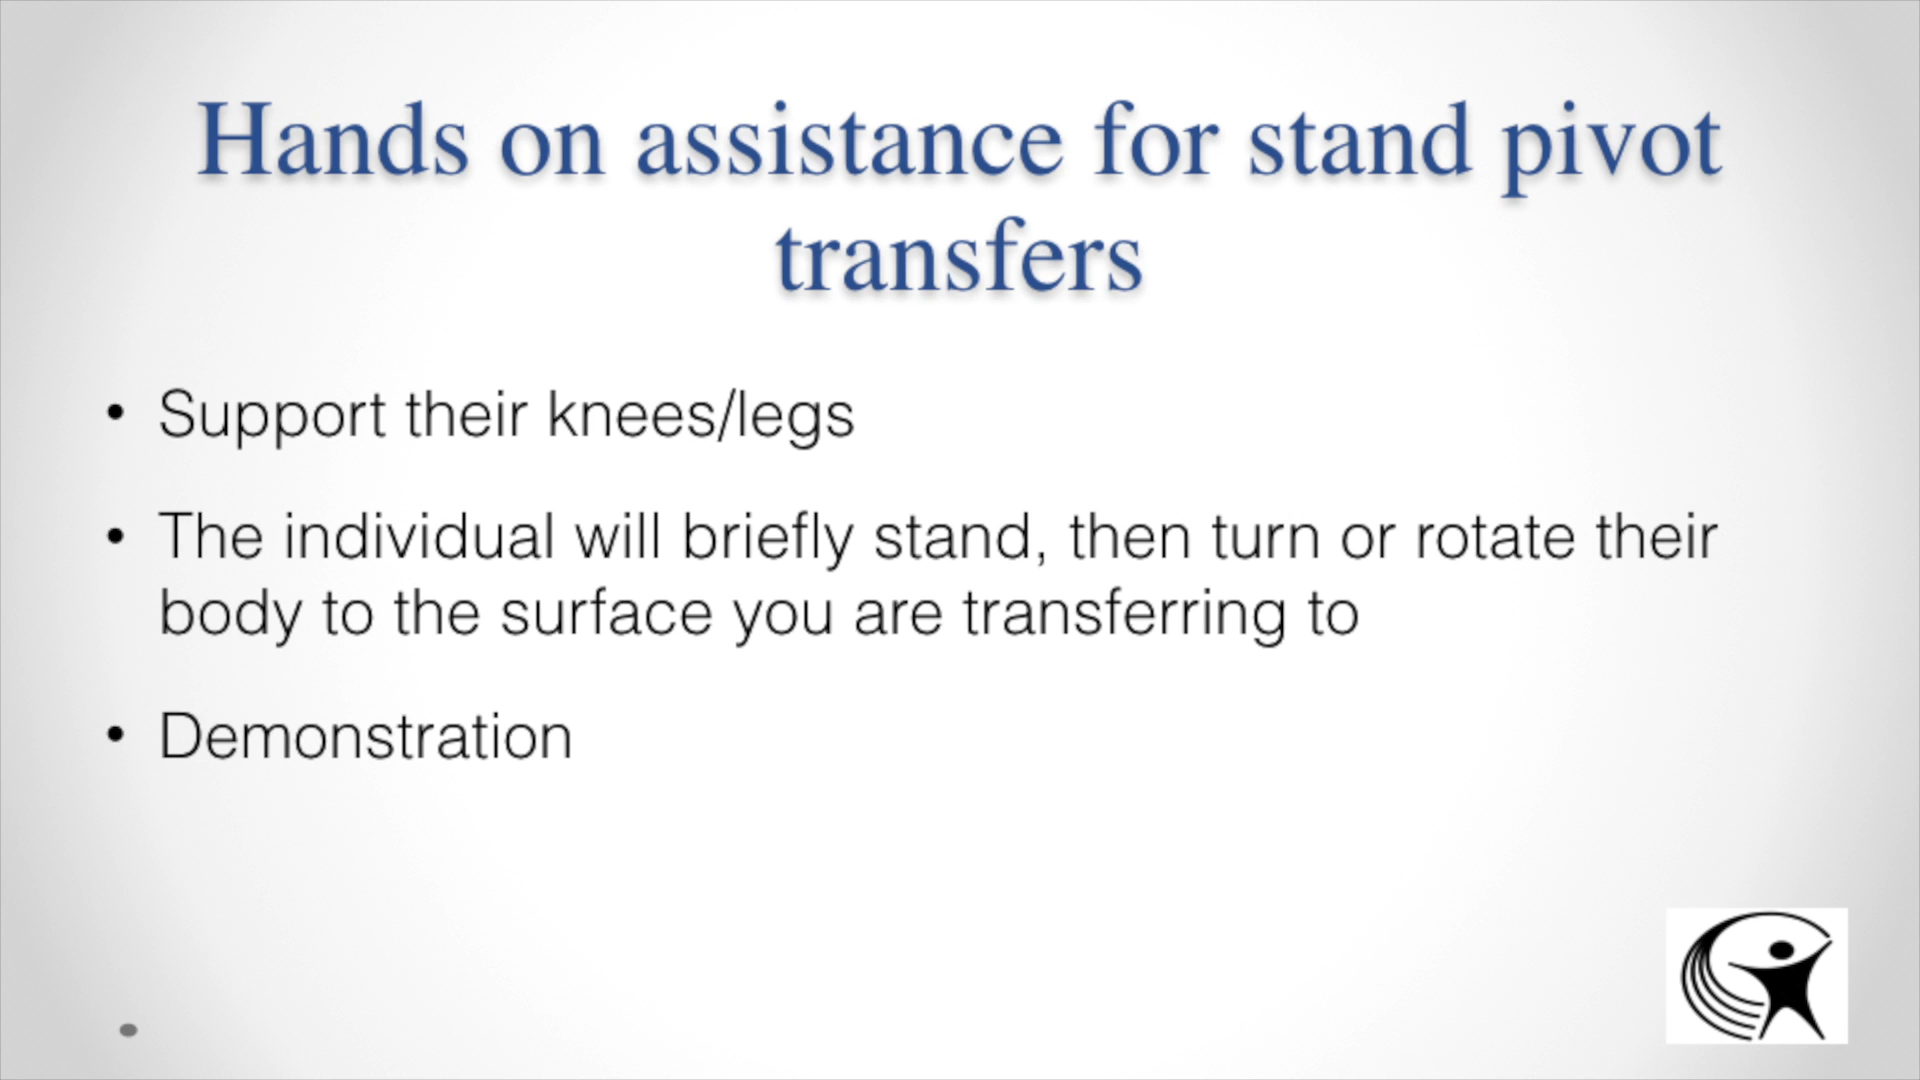 Hands on assistance for stand pivot
transfers
• Support their knees/legs
• The individual will briefly stand, then turn or rotate their
body to the surface you are transferring to
• Demonstration